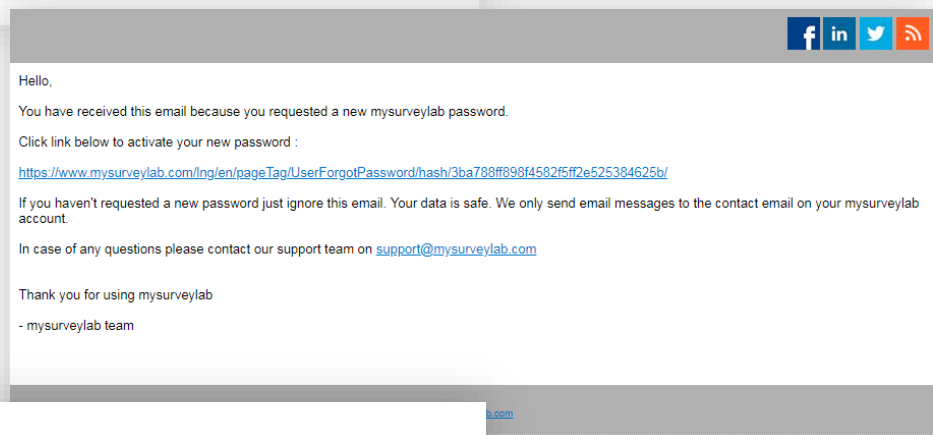 Hello,
You have received this email because you requested a new mysurveylab password.
Click link below to activate your new password :
https://www.mysurveylab.com/lng/en/pageTag/UserForgotPassword/hash/3ba788ff898f4582f5ff2e525384625b/
If you haven't requested a new password just ignore this email. Your data is safe. We only send email messages to the contact email on your mysurveylab
account.
In case of any questions please contact our support team on support@mysurveylab.com
Thank you for using mysurveylab
- mysurveylab team
b.com